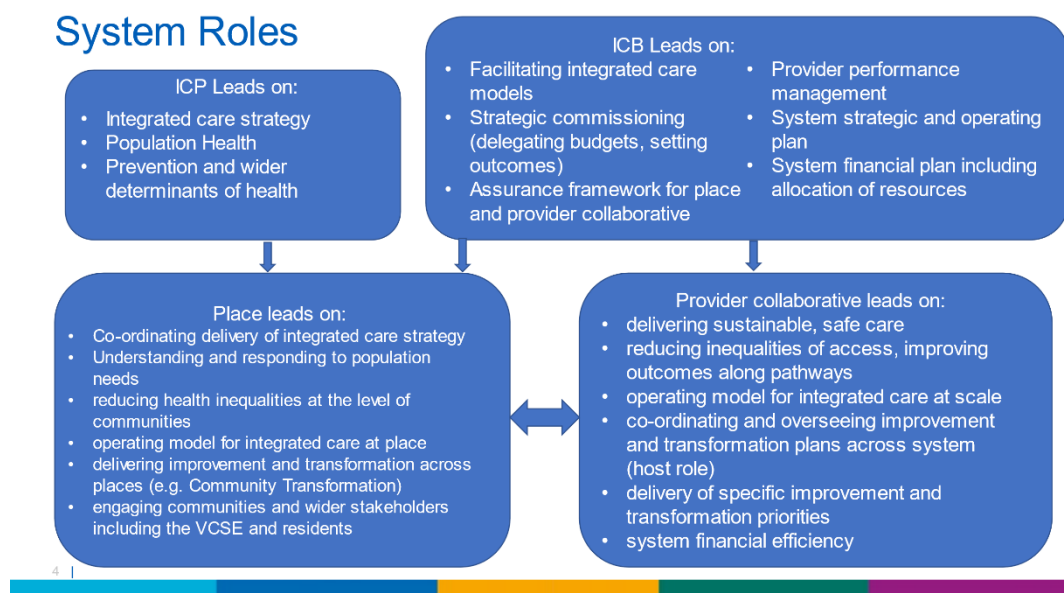 System Roles
ICP Leads on:
• Integrated care strategy
• Population Health
• Prevention and wider
determinants of health
ICB Leads on:
• Facilitating integrated care
models
• Strategic commissioning
(delegating budgets, setting
outcomes)
• Assurance framework for place
and provider collaborative
• Provider performance
management
• System strategic and operating
plan
• System financial plan including
allocation of resources
Place leads on:
• Co-ordinating delivery of integrated care strategy
• Understanding and responding to population
needs
• reducing health inequalities at the level of
communities
• operating model for integrated care at place
• delivering improvement and transformation across
places (e.g. Community Transformation)
• engaging communities and wider stakeholders
including the VCSE and residents
Provider collaborative leads on:
• delivering sustainable, safe care
• reducing inequalities of access, improving
outcomes along pathways
• operating model for integrated care at scale
• co-ordinating and overseeing improvement
and transformation plans across system
(host role)
• delivery of specific improvement and
transformation priorities
• system financial efficiency
4 |